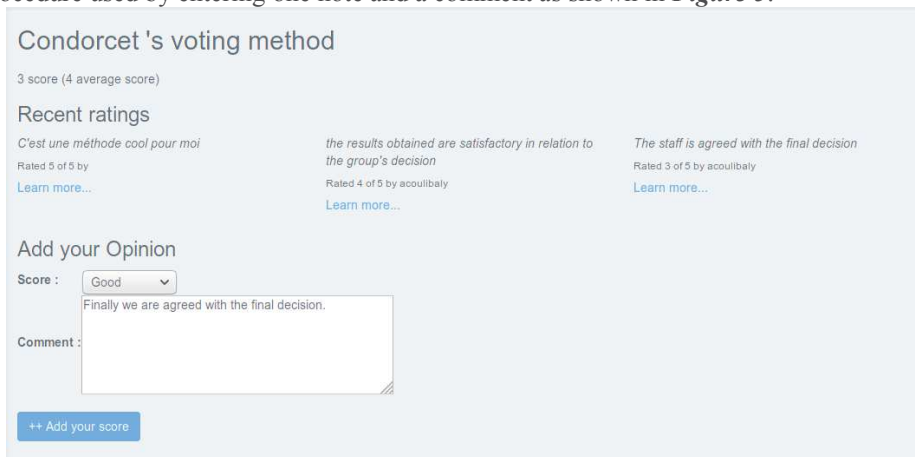 ocedure used by entering one note and a comment as shown in Figure 5.
Condorcet 's voting method
3 score (4 average score)
Recent ratings
C'est une méthode cool pour moi
Rated 5 of 5 by
Learn more...
the results obtained are satisfactory in relation to
the group's decision
Rated 4 of 5 by acoulibaly
Learn more...
The staff is agreed with the final decision
Rated 3 of 5 by acoulibaly
Learn more...
Add your Opinion
Score :
Good
Finally we are agreed with the final decision.
Comment :
++ Add your score